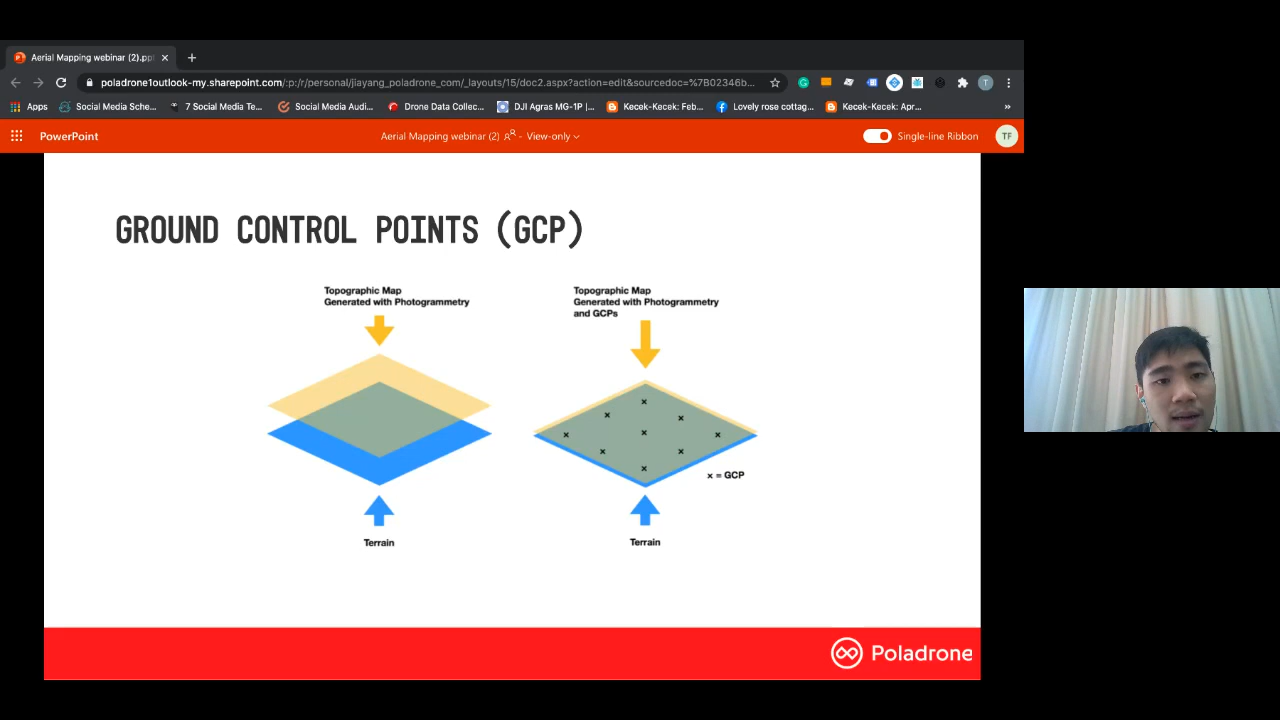 Aerial Mapping webinar (2).ppt
poladrone1outlook-my.sharepoint.com/:p:/r/personal/jiayang_poladrone_com/_layouts/15/doc2.aspx?action=edit&sourcedoc=%7B02346b...
T
Apps
Social Media Sche...
7 Social Media Te...
Social Media Audi...
Drone Data Collec...
DJI Agras MG-1P |...
Kecek-Kecek: Feb...
Lovely rose cottag...
Kecek-Kecek: Apr...
»
PowerPoint
Aerial Mapping webinar (2) - View-only
Single-line Ribbon
TF
GROUND CONTROL POINTS (GCP)
Topographic Map
Generated with Photogrammetry
Terrain
Topographic Map
Generated with Photogrammetry
and GCPs
x = GCP
Terrain
Poladrone